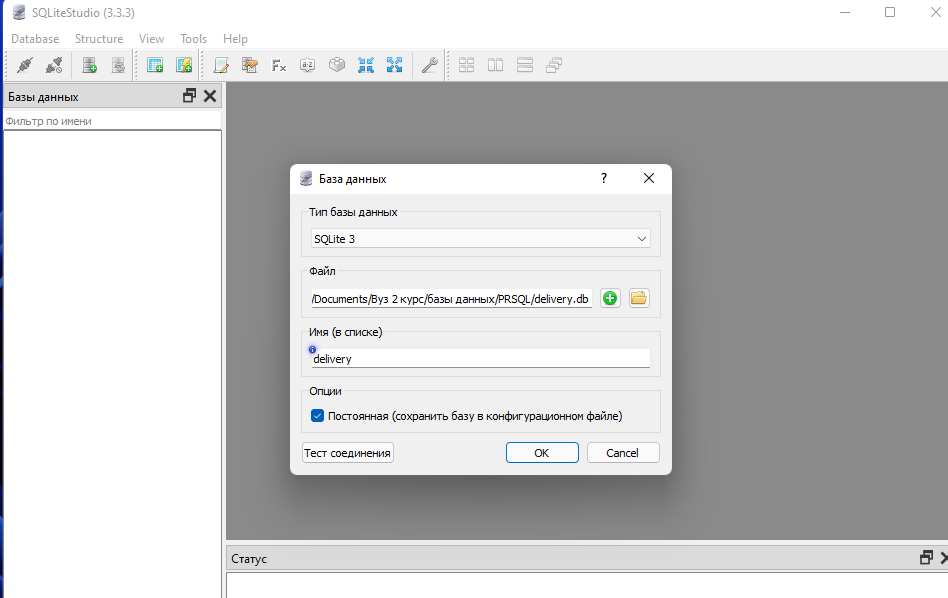 SQLiteStudio (3.3.3)
Database Structure View Tools Help
Базы данных
Фильтр по имени
База данных
?
Тип базы данных
SQLite 3
Файл
/Documents/Вуз 2 курс/базы данных/PRSQL/delivery.db
Имя (в списке)
delivery
Опции
Постоянная (сохранить базу в конфигурационном файле)
Тест соединения OK Cancel
Статус